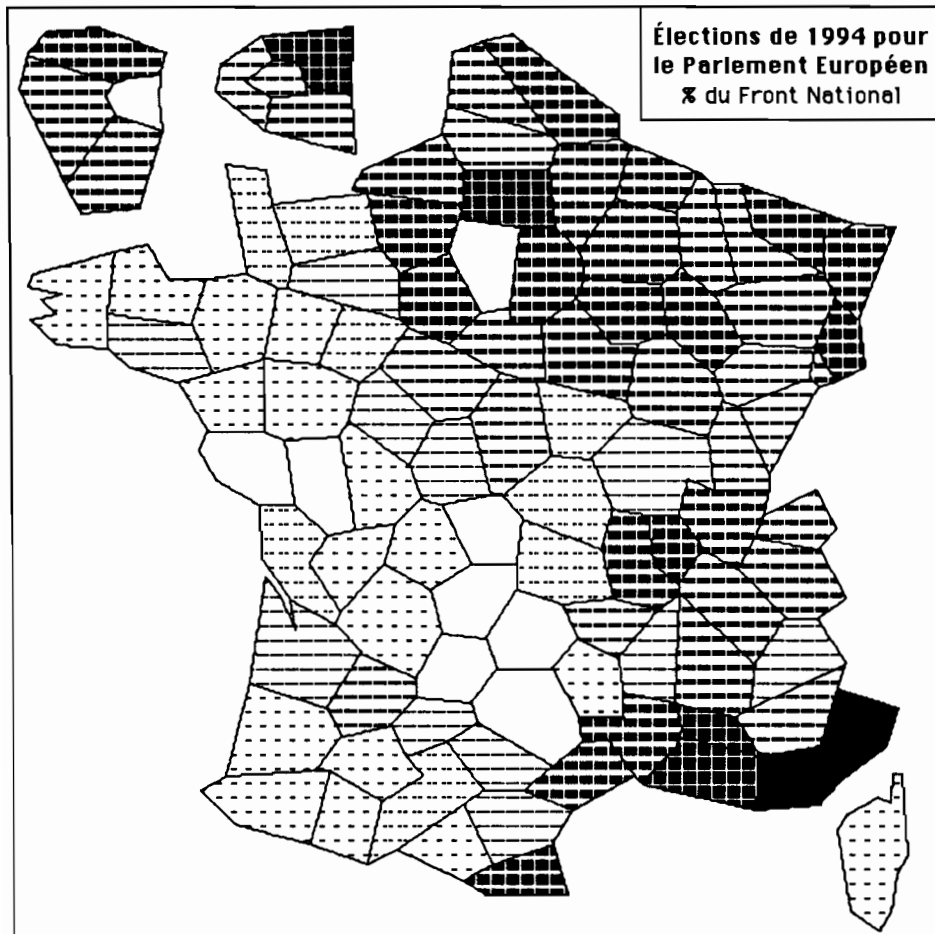 Élections de 1994 pour
le Parlement Européen
% du Front National